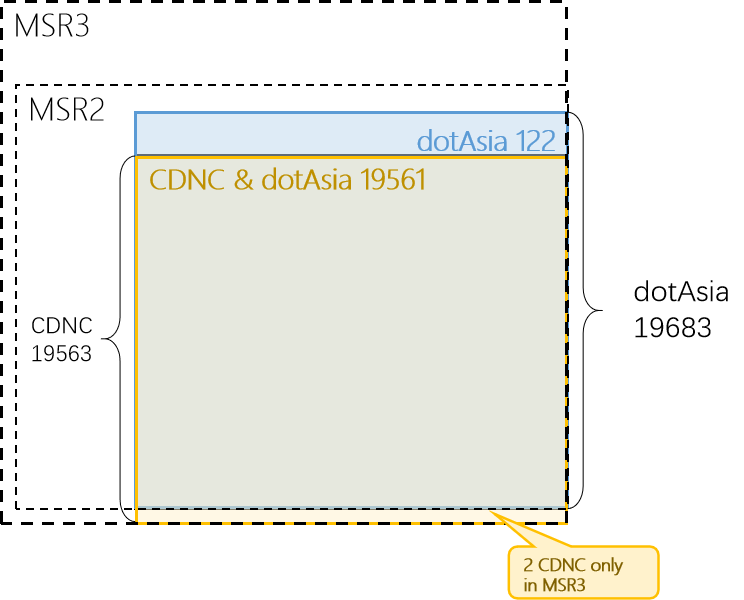 MSR3
MSR2
dotAsia 122
CDNC & dotAsia 19561
CDNC
19563
dotAsia
19683
2 CDNC only
in MSR3